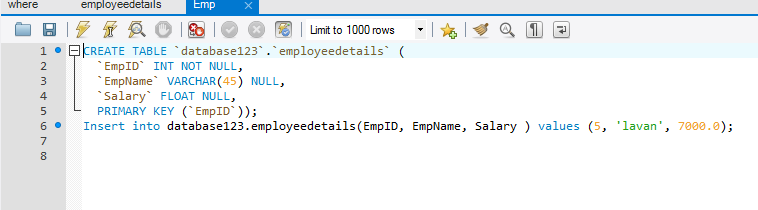 where employeedetails Emp
Limit to 1000 rows
1 CREATE TABLE `database123`.`employeedetails` (
2 `EmpID` INT NOT NULL,
3 `EmpName` VARCHAR(45) NULL,
4 `Salary` FLOAT NULL,
5 PRIMARY KEY (`EmpID`));
6 Insert into database123.employeedetails(EmpID, EmpName, Salary ) values (5, 'lavan', 7000.0);
7
8